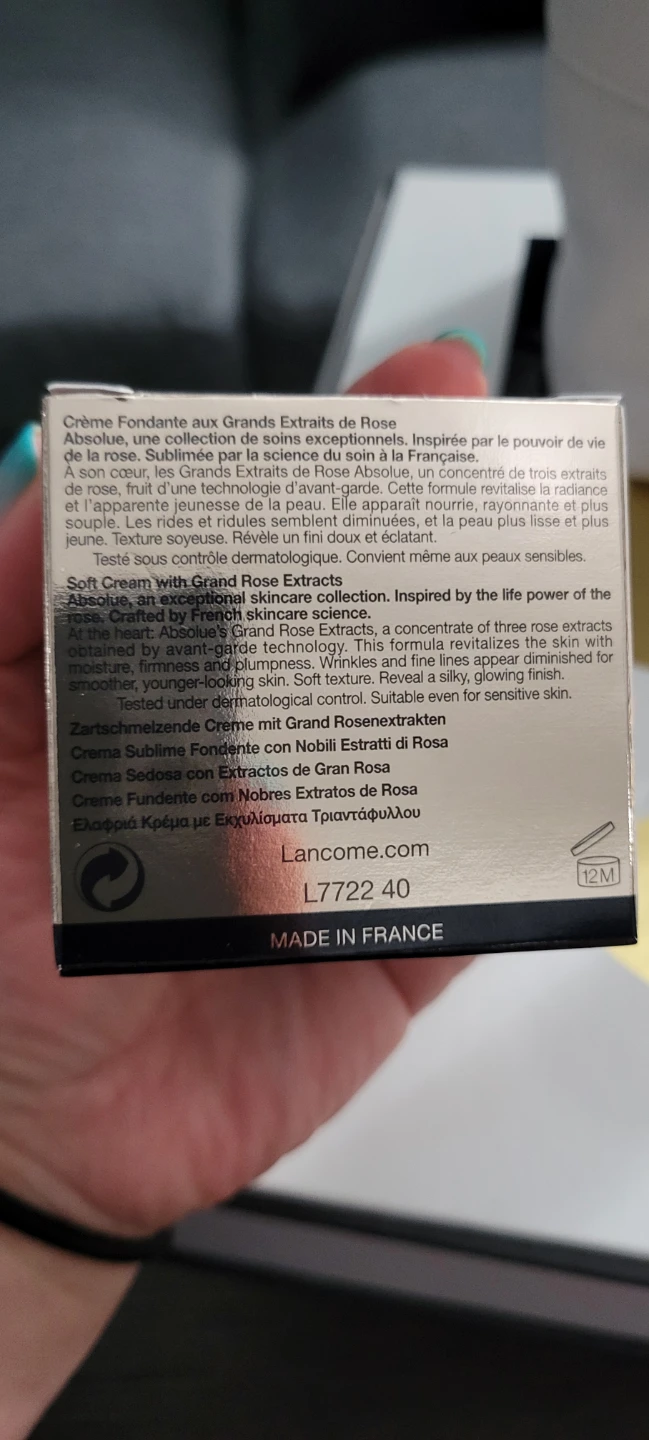 Crème Fondante aux Grands Extraits de Rose
Absolue, une collection de soins exceptionnels. Inspirée par le pouvoir de vie
de la rose. Sublimée par la science du soin à la Française.
À son cœur, les Grands Extraits de Rose Absolue, un concentré de trois extraits
de rose, fruit d'une technologie d'avant-garde. Cette formule revitalise la radiance
et l'apparente jeunesse de la peau. Elle apparaît nourrie, rayonnante et plus
souple. Les rides et ridules semblent diminuées, et la peau plus lisse et plus
jeune. Texture soyeuse. Révèle un fini doux et éclatant.
Testé sous contrôle dermatologique. Convient même aux peaux sensibles.
Soft Cream with Grand Rose Extracts
Absolue, an exceptional skincare collection. Inspired by the life power of the
rose. Crafted by French skincare science.
At the heart: Absolue's Grand Rose Extracts, a concentrate of three rose extracts
obtained by avant-garde technology. This formula revitalizes the skin with
moisture, firmness and plumpness. Wrinkles and fine lines appear diminished for
smoother, younger-looking skin. Soft texture. Reveal a silky, glowing finish.
Tested under dermatological control. Suitable even for sensitive skin.
Zartschmelzende Creme mit Grand Rosenextrakten
Crema Sublime Fondente con Nobili Estratti di Rosa
Crema Sedosa con Extractos de Gran Rosa
Creme Fundente com Nobres Extratos de Rosa
Ελαφριά Κρέμα με Εκχυλίσματα Τριαντάφυλλου
Lancome.com
12M
L7722 40
MADE IN FRANCE